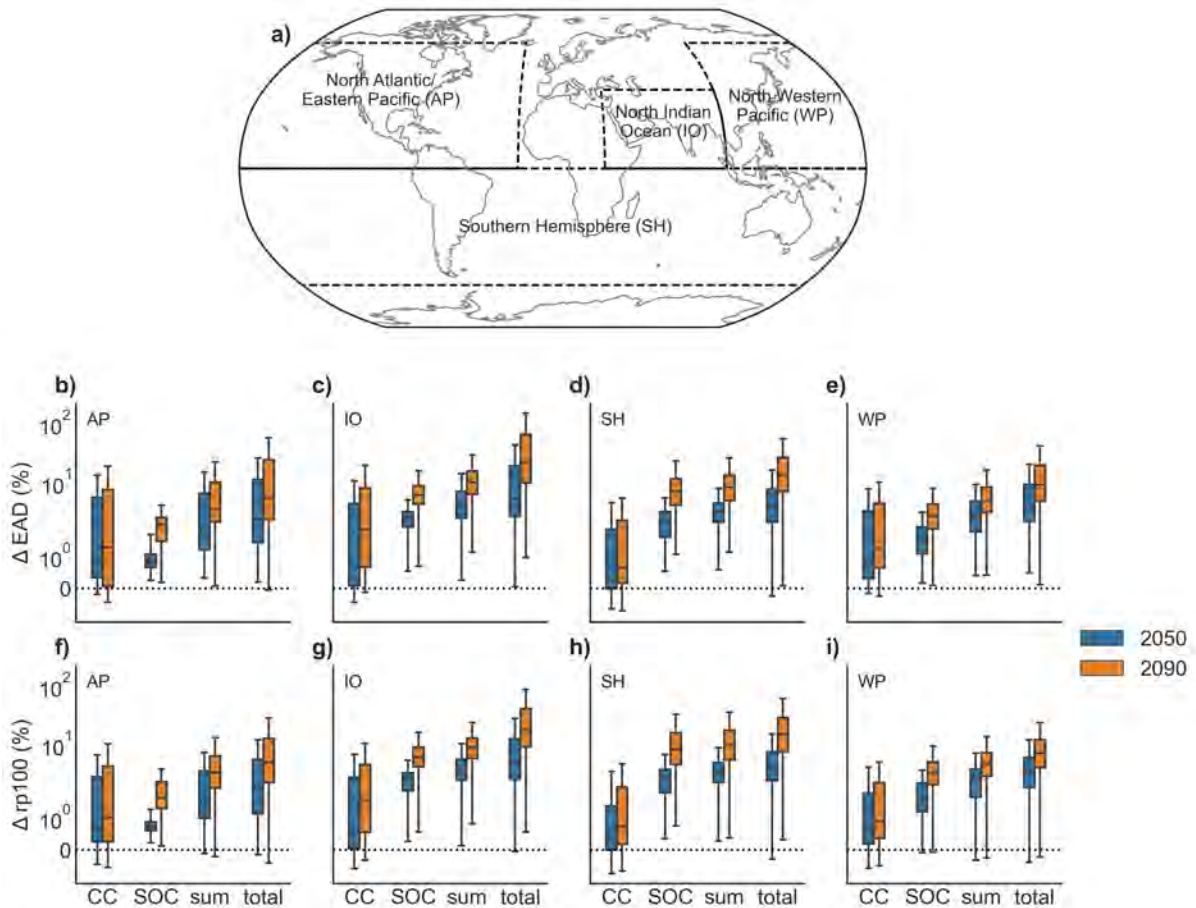 a)
North Atlantic/
Eastern Pacific (AP)
North Indian
Ocean (IO)
North-Western
Pacific (WP)
Southern Hemisphere (SH)
b)
c)
d)
e)
AP
IO
SH
WP
Δ EAD (%)
10²
10¹
10⁰
0
2050
2090
f)
g)
h)
i)
AP
IO
SH
WP
Δ rp100 (%)
10²
10¹
10⁰
0
CC SOC sum total
CC SOC sum total
CC SOC sum total
CC SOC sum total